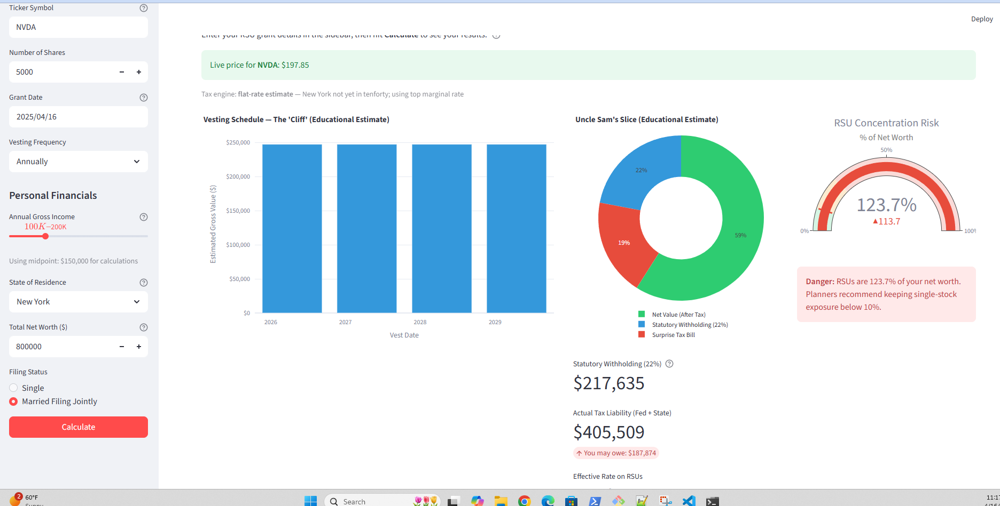 Ticker Symbol
NVDA
Number of Shares
5000
Grant Date
2025/04/16
Vesting Frequency
Annually
Personal Financials
Annual Gross Income
100K–200K
Using midpoint: $150,000 for calculations
State of Residence
New York
Total Net Worth ($)
800000
Filing Status
Single
Married Filing Jointly
Calculate
Deploy
Enter your RSU grant details in the sidebar, then hit Calculate to see your results.
Live price for NVDA: $197.85
Tax engine: flat-rate estimate — New York not yet in tenforty; using top marginal rate
Vesting Schedule — The 'Cliff' (Educational Estimate)
Estimated Gross Value ($)
$250,000
$200,000
$150,000
$100,000
$50,000
$0
2026
2027
2028
2029
Vest Date
Uncle Sam's Slice (Educational Estimate)
22%
19%
59%
Net Value (After Tax)
Statutory Withholding (22%)
Surprise Tax Bill
Statutory Withholding (22%)
$217,635
Actual Tax Liability (Fed + State)
$405,509
↑ You may owe: $187,874
Effective Rate on RSUs
RSU Concentration Risk
% of Net Worth
50%
0%
100%
123.7%
▲113.7
Danger: RSUs are 123.7% of your net worth.
Planners recommend keeping single-stock
exposure below 10%.
2
60°F
Sunny
Search